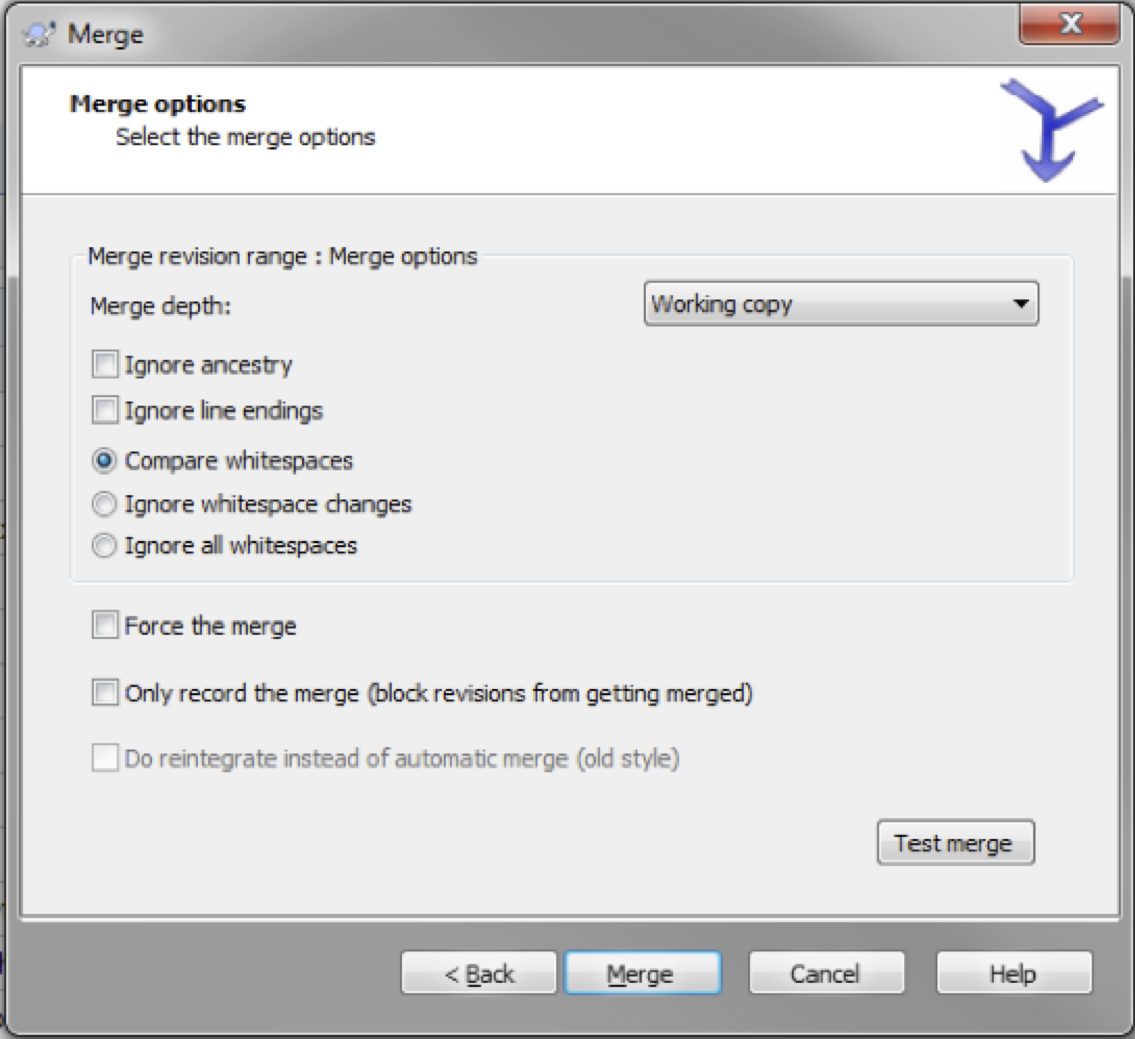 Merge
Merge options
Select the merge options
Merge revision range : Merge options
Merge depth:
Working copy
Ignore ancestry
Ignore line endings
Compare whitespaces
Ignore whitespace changes
Ignore all whitespaces
Force the merge
Only record the merge (block revisions from getting merged)
Do reintegrate instead of automatic merge (old style)
Test merge
< Back
Merge
Cancel
Help